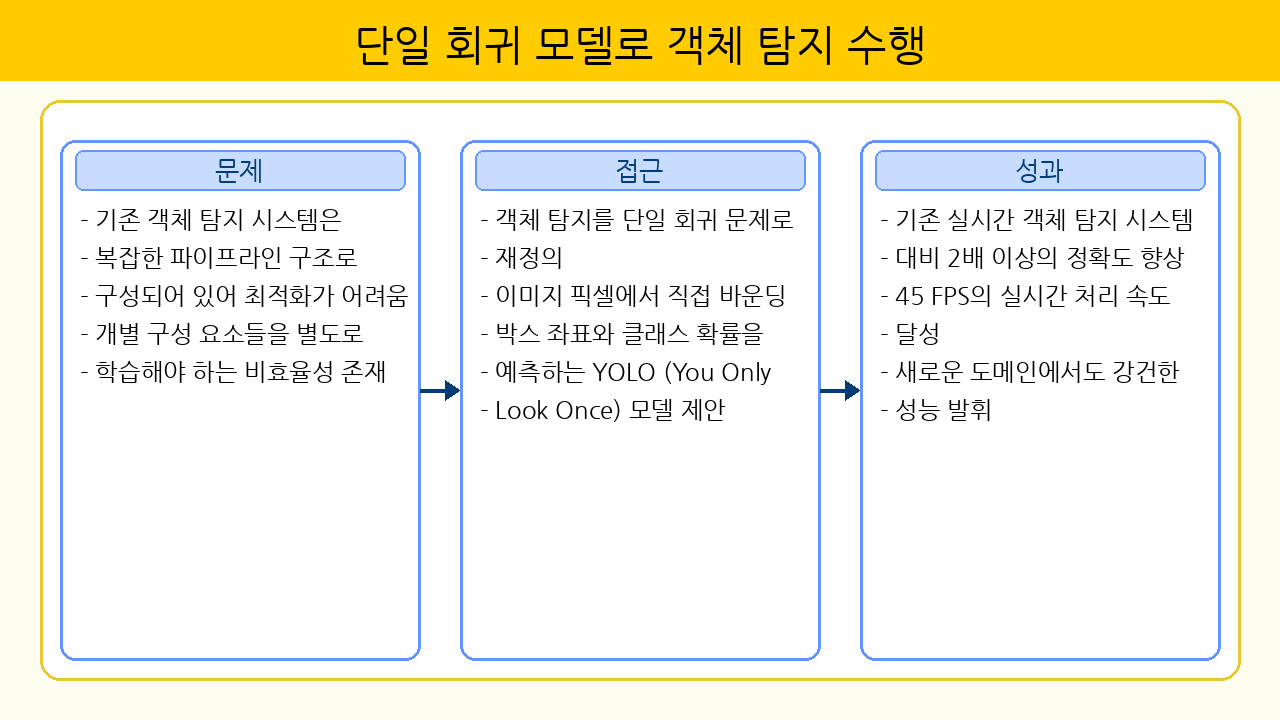 단일 회귀 모델로 객체 탐지 수행
문제
- 기존 객체 탐지 시스템은
- 복잡한 파이프라인 구조로
- 구성되어 있어 최적화가 어려움
- 개별 구성 요소들을 별도로
- 학습해야 하는 비효율성 존재
접근
- 객체 탐지를 단일 회귀 문제로
- 재정의
- 이미지 픽셀에서 직접 바운딩
- 박스 좌표와 클래스 확률을
- 예측하는 YOLO (You Only
- Look Once) 모델 제안
성과
- 기존 실시간 객체 탐지 시스템
- 대비 2배 이상의 정확도 향상
- 45 FPS의 실시간 처리 속도
- 달성
- 새로운 도메인에서도 강건한
- 성능 발휘